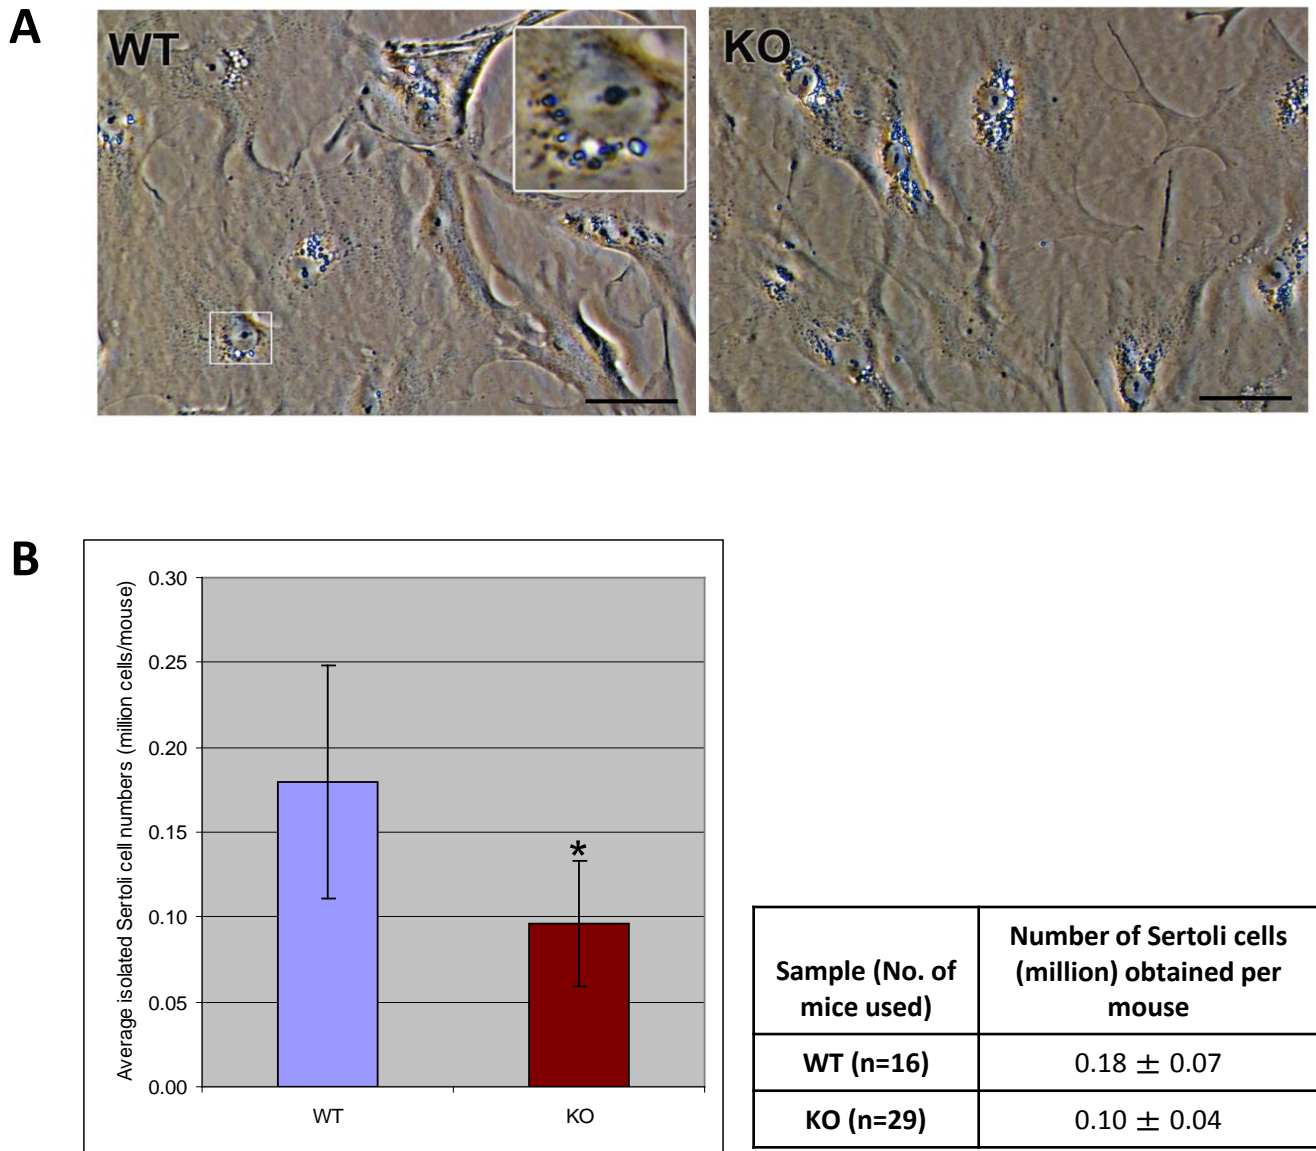 A
WT
KO
B
Average isolated Sertoli cell numbers (million cells/mouse)
0.30
0.25
0.20
0.15
0.10
0.05
0.00
*
WT
KO
Sample (No. of
mice used)
Number of Sertoli cells
(million) obtained per
mouse
WT (n=16)
0.18 ± 0.07
KO (n=29)
0.10 ± 0.04